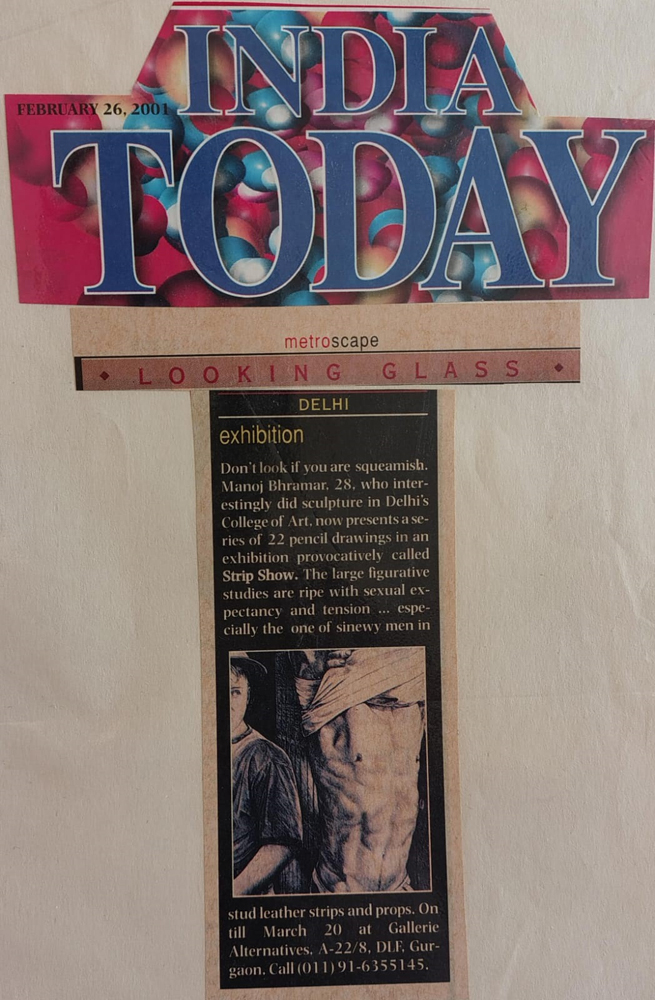 INDIA
FEBRUARY 26, 2001
TODAY
metroscape
LOOKING GLASS
DELHI
exhibition
Don't look if you are squeamish.
Manoj Bhramar, 28, who inter-
estingly did sculpture in Delhi's
College of Art, now presents a se-
ries of 22 pencil drawings in an
exhibition provocatively called
Strip Show. The large figurative
studies are ripe with sexual ex-
pectancy and tension ... espe-
cially the one of sinewy men in
stud leather strips and props. On
till March 20 at Gallerie
Alternatives, A-22/8, DLF, Gur-
gaon. Call (011) 91-6355145.